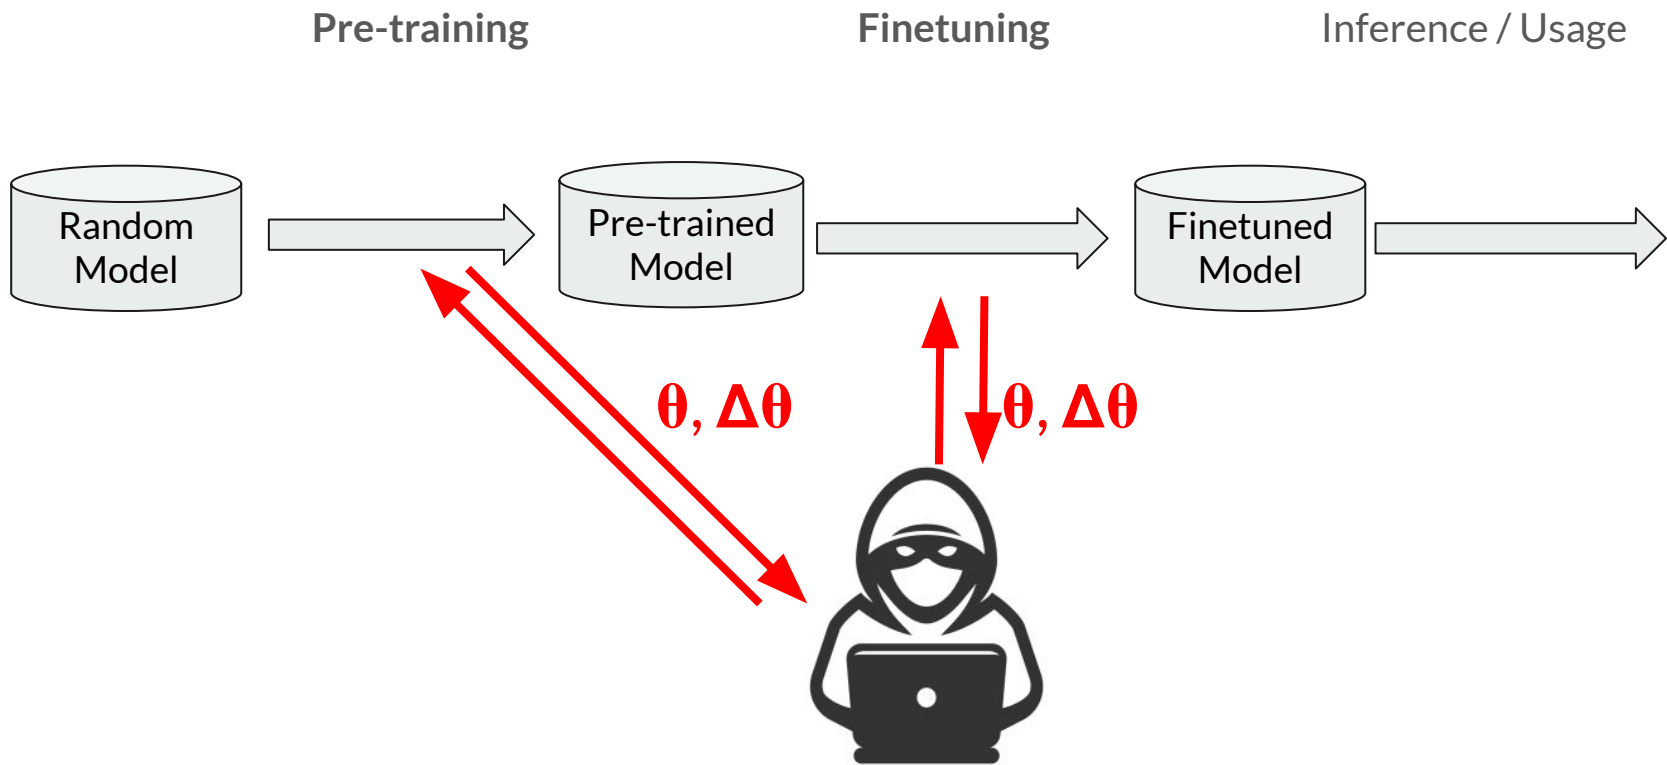 Pre-training
Finetuning
Inference / Usage
Random
Model
Pre-trained
Model
Finetuned
Model
θ, Δθ
θ, Δθ